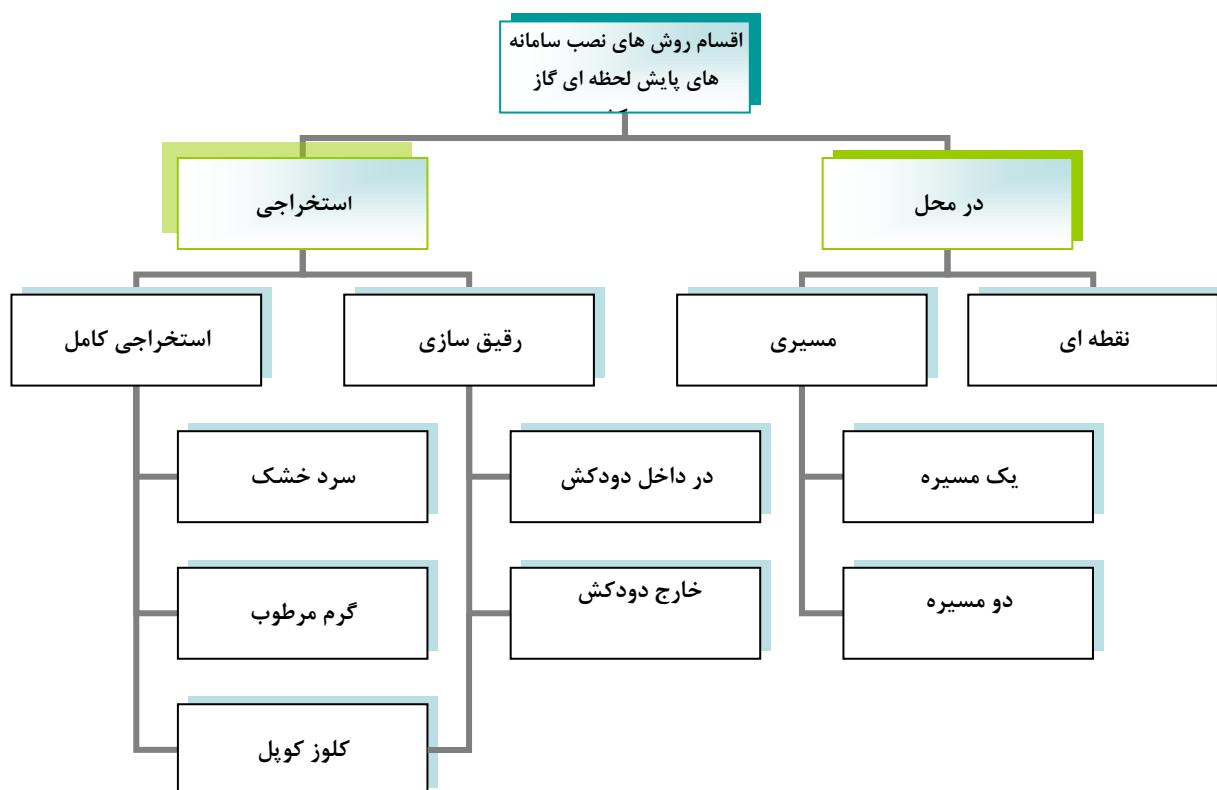 اقسام روش های نصب سامانه
های پایش لحظه ای گاز
در محل
استخراجی
نقطه ای
مسیری
رقیق سازی
استخراجی کامل
یک مسیره
در داخل دودکش
سرد خشک
دو مسیره
خارج دودکش
گرم مرطوب
کلوز کوپل